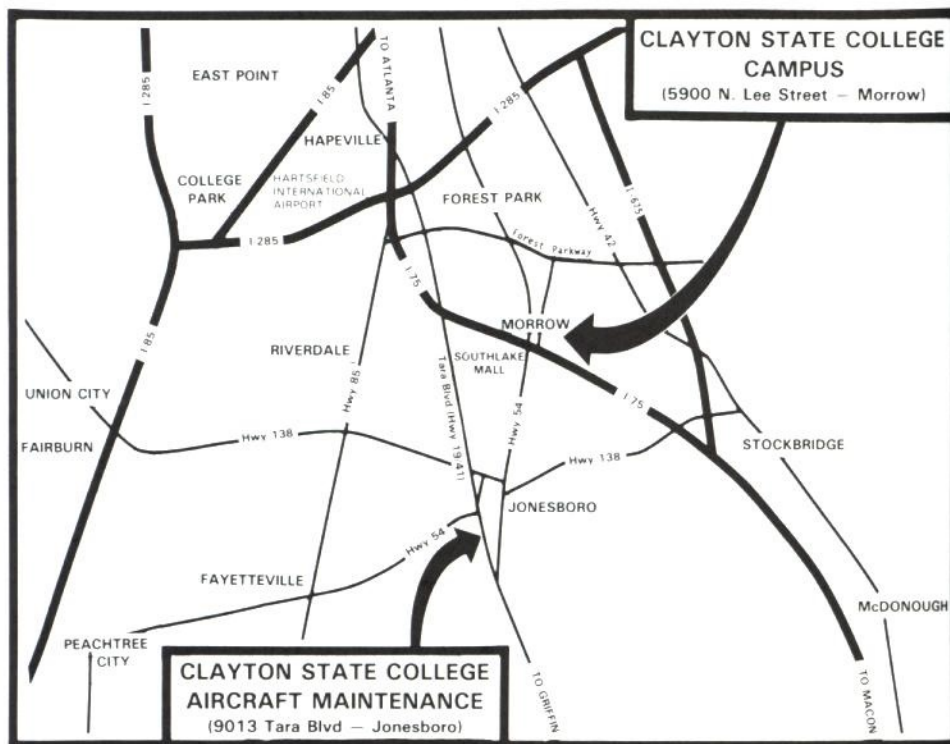 CLAYTON STATE COLLEGE
CAMPUS
(5900 N. Lee Street – Morrow)
TO ATLANTA
EAST POINT
I 285
I 85
I 285
HAPEVILLE
COLLEGE
PARK
HARTSFIELD
INTERNATIONAL
AIRPORT
FOREST PARK
I-675
Hwy 42
I 285
Forest Parkway
I 75
MORROW
I 85
RIVERDALE
SOUTHLAKE
MALL
Hwy 85
Tara Blvd (Hwy 19-41)
Hwy 54
I 75
UNION CITY
FAIRBURN
Hwy 138
Hwy 138
STOCKBRIDGE
JONESBORO
Hwy 54
FAYETTEVILLE
McDONOUGH
PEACHTREE
CITY
CLAYTON STATE COLLEGE
AIRCRAFT MAINTENANCE
(9013 Tara Blvd – Jonesboro)
TO GRIFFIN
TO MACON